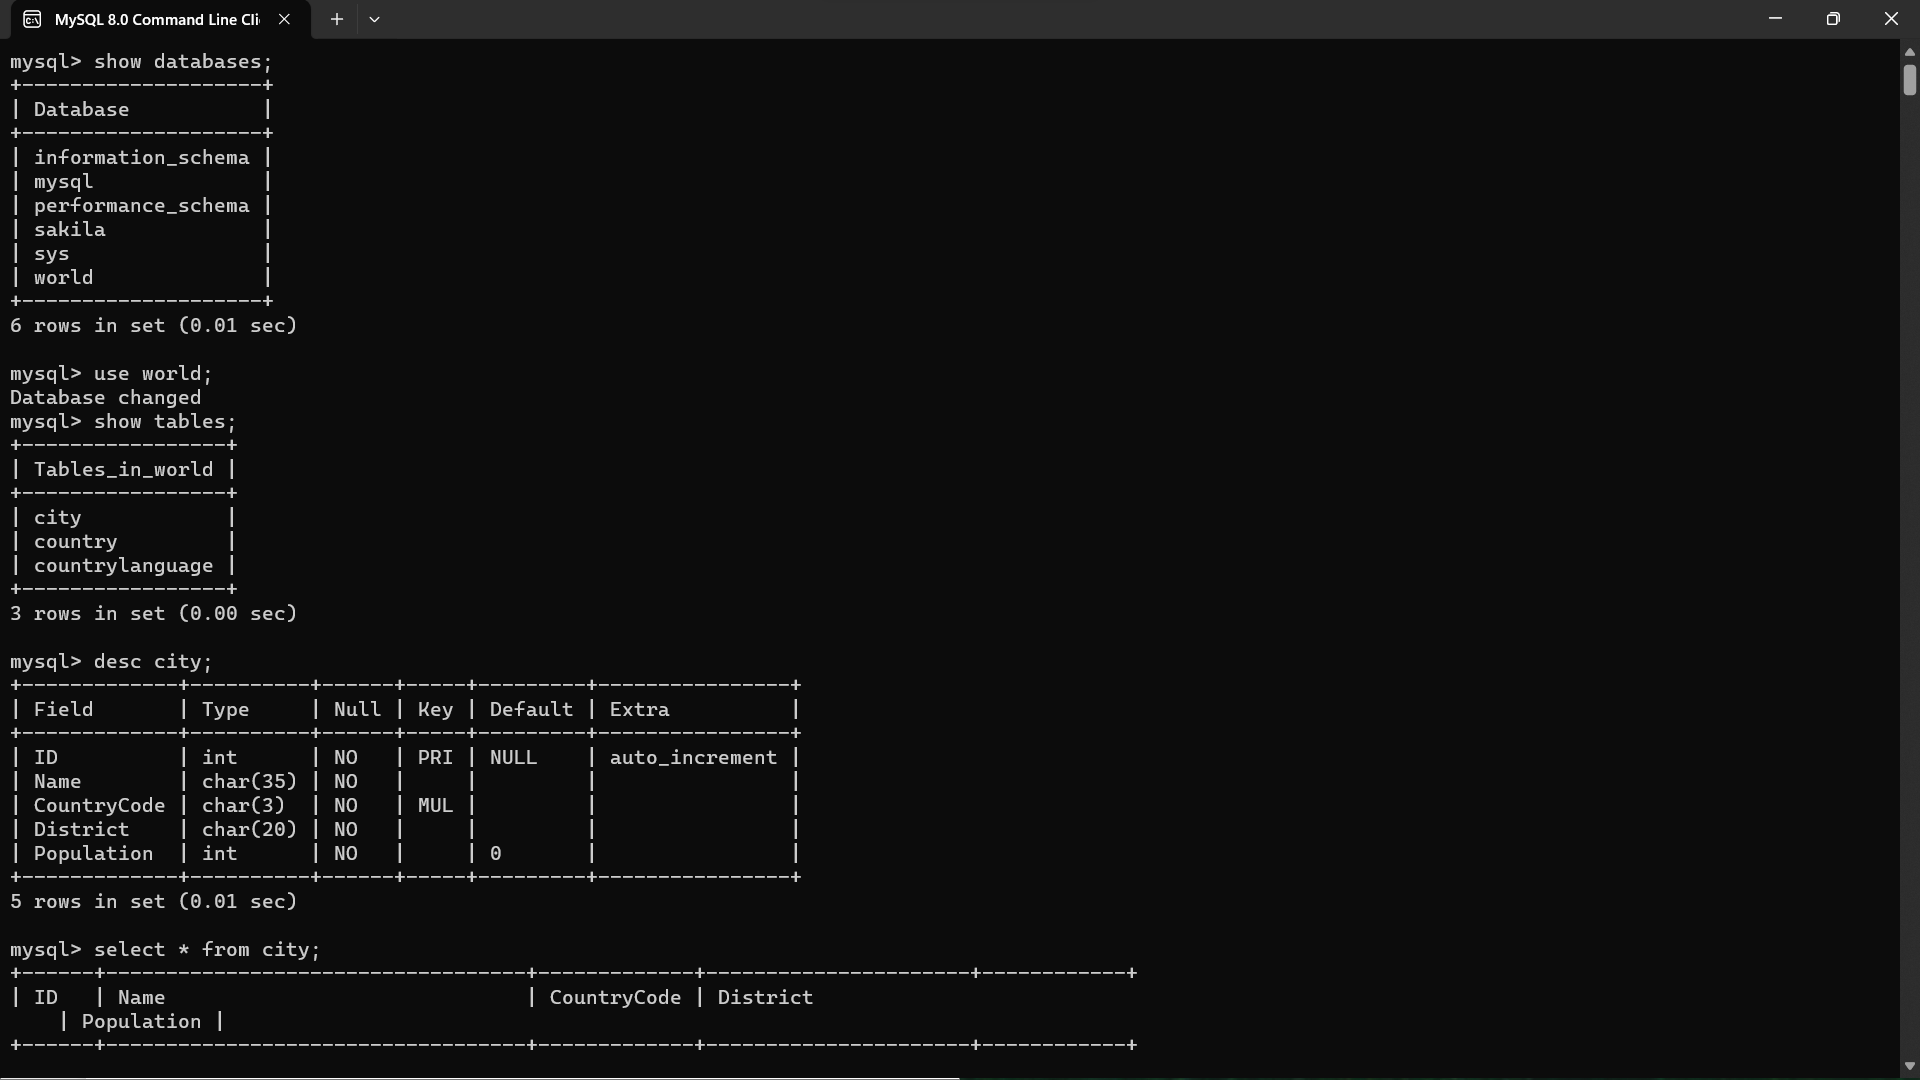 MySQL 8.0 Command Line Cli
mysql> show databases;
+--------------------+
| Database           |
+--------------------+
| information_schema |
| mysql              |
| performance_schema |
| sakila             |
| sys                |
| world              |
+--------------------+
6 rows in set (0.01 sec)
mysql> use world;
Database changed
mysql> show tables;
+-----------------+
| Tables_in_world |
+-----------------+
| city            |
| country         |
| countrylanguage |
+-----------------+
3 rows in set (0.00 sec)
mysql> desc city;
+-------------+----------+------+-----+---------+----------------+
| Field       | Type     | Null | Key | Default | Extra          |
+-------------+----------+------+-----+---------+----------------+
| ID          | int      | NO   | PRI | NULL    | auto_increment |
| Name        | char(35) | NO   |     |         |                |
| CountryCode | char(3)  | NO   | MUL |         |                |
| District    | char(20) | NO   |     |         |                |
| Population  | int      | NO   |     | 0       |                |
+-------------+----------+------+-----+---------+----------------+
5 rows in set (0.01 sec)
mysql> select * from city;
+------+-----------------------------------+-------------+----------------------+------------+
| ID   | Name                              | CountryCode | District
    | Population |
+------+-----------------------------------+-------------+----------------------+------------+